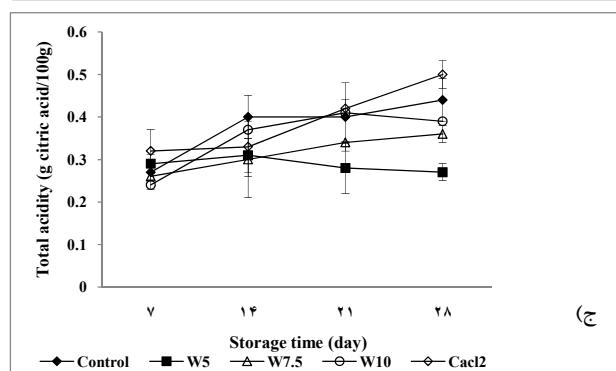 Total acidity (g citric acid/100g)
0.6
0.5
0.4
0.3
0.2
0.1
0
۷ ۱۴ ۲۱ ۲۸
Storage time (day)
Control W5 W7.5 W10 Cacl2
ج)